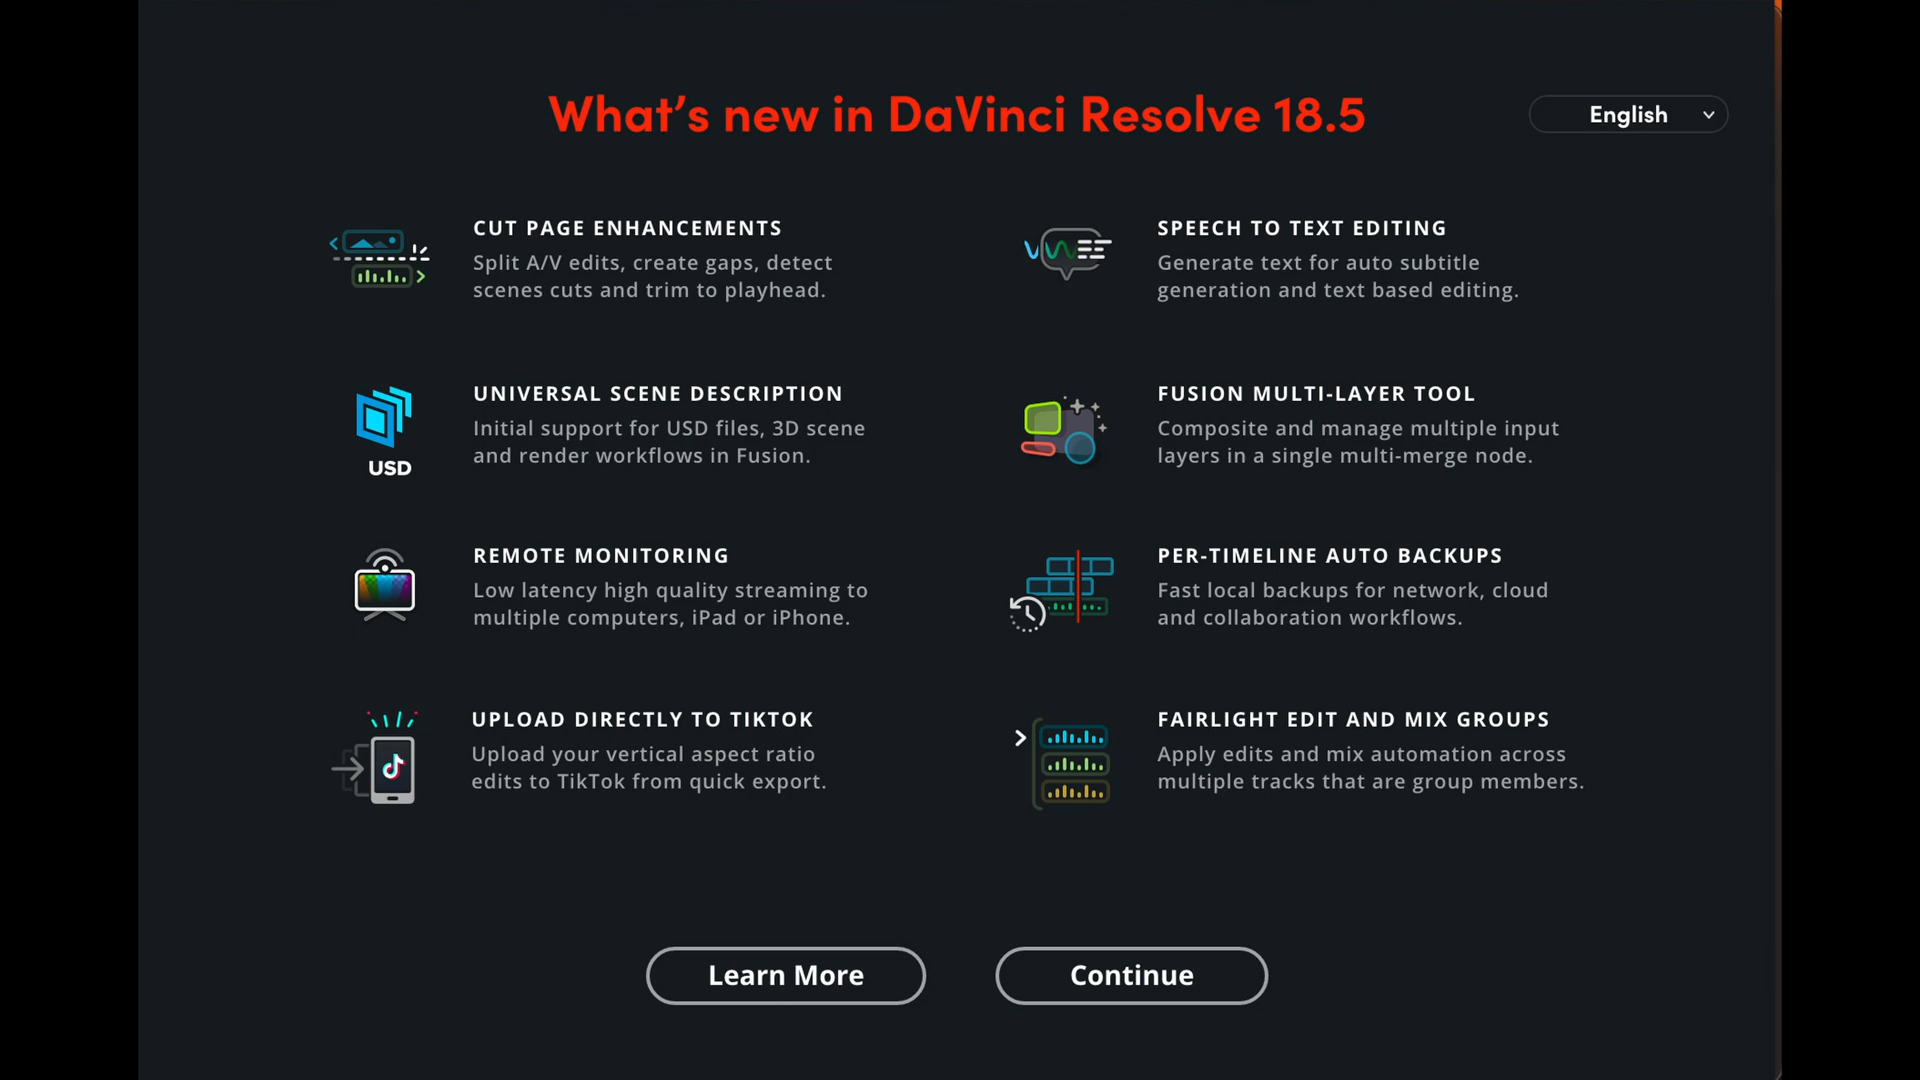 What's new in DaVinci Resolve 18.5
English
CUT PAGE ENHANCEMENTS
Split A/V edits, create gaps, detect
scenes cuts and trim to playhead.
SPEECH TO TEXT EDITING
Generate text for auto subtitle
generation and text based editing.
USD
UNIVERSAL SCENE DESCRIPTION
Initial support for USD files, 3D scene
and render workflows in Fusion.
FUSION MULTI-LAYER TOOL
Composite and manage multiple input
layers in a single multi-merge node.
REMOTE MONITORING
Low latency high quality streaming to
multiple computers, iPad or iPhone.
PER-TIMELINE AUTO BACKUPS
Fast local backups for network, cloud
and collaboration workflows.
UPLOAD DIRECTLY TO TIKTOK
Upload your vertical aspect ratio
edits to TikTok from quick export.
FAIRLIGHT EDIT AND MIX GROUPS
Apply edits and mix automation across
multiple tracks that are group members.
Learn More
Continue